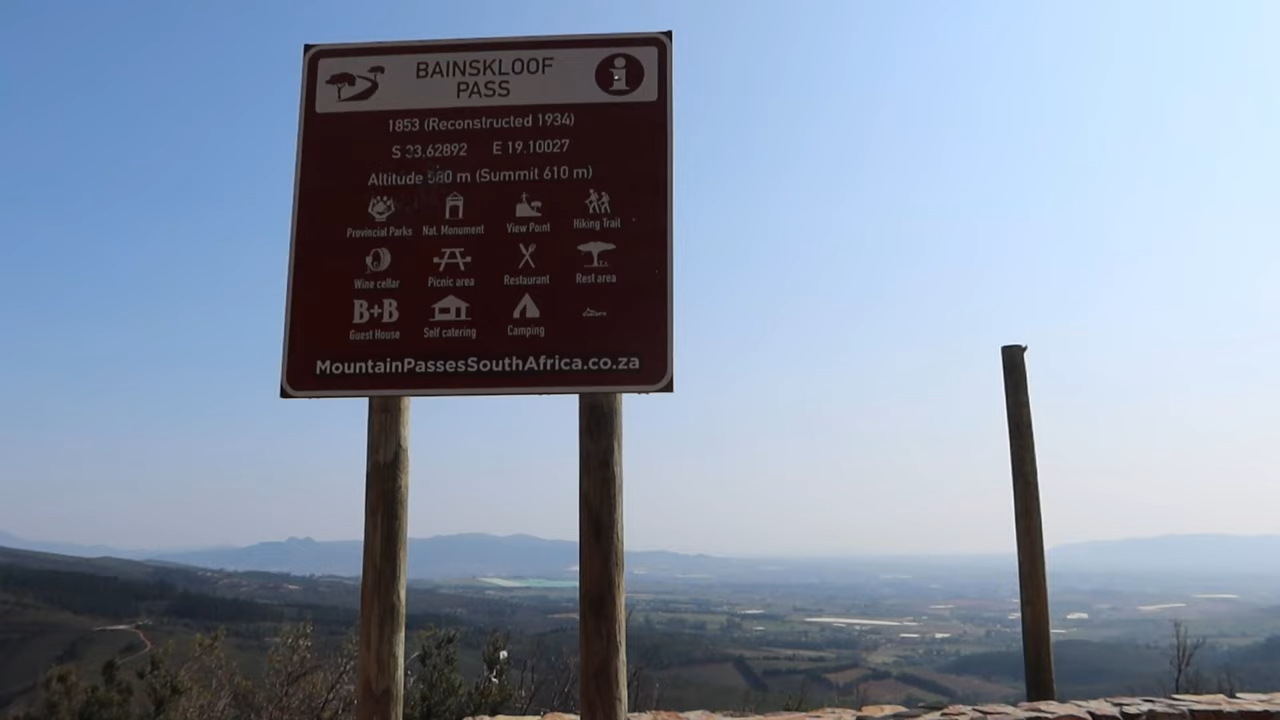 BAINSKLOOF
PASS
i
1853 (Reconstructed 1934)
S 33.62892 E 19.10027
Altitude 580 m (Summit 610 m)
Provincial Parks Nat. Monument View Point Hiking Trail
Wine cellar Picnic area Restaurant Rest area
B+B
Guest House Self catering Camping
MountainPassesSouthAfrica.co.za